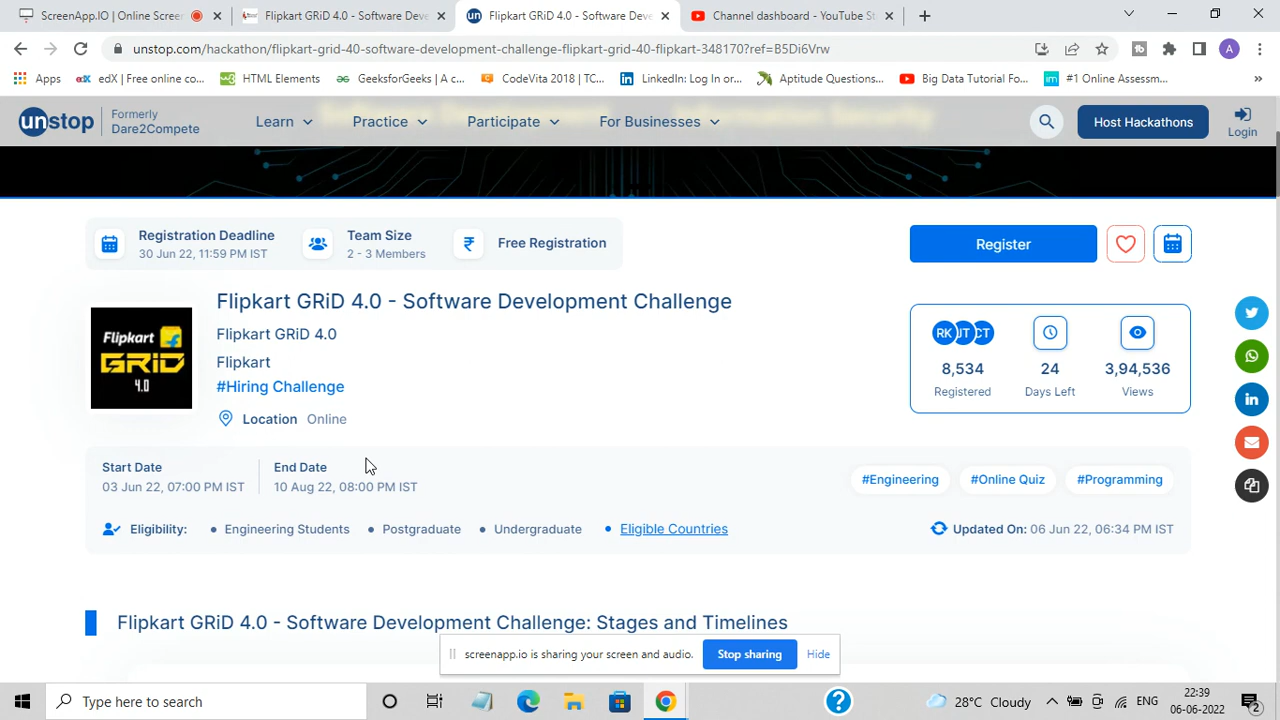 ScreenApp.IO | Online Screen
Flipkart GRiD 4.0 - Software Deve
Flipkart GRiD 4.0 - Software Deve
Channel dashboard - YouTube St
unstop.com/hackathon/flipkart-grid-40-software-development-challenge-flipkart-grid-40-flipkart-348170?ref=B5Di6Vrw
A
Apps
edX | Free online co...
HTML Elements
GeeksforGeeks | A c...
CodeVita 2018 | TC...
LinkedIn: Log In or...
Aptitude Questions...
Big Data Tutorial Fo...
#1 Online Assessm...
unstop
Formerly
Dare2Compete
Learn
Practice
Participate
For Businesses
Host Hackathons
Login
Registration Deadline
30 Jun 22, 11:59 PM IST
Team Size
2 - 3 Members
Free Registration
Register
Flipkart
GRiD
4.0
Flipkart GRiD 4.0 - Software Development Challenge
Flipkart GRiD 4.0
Flipkart
#Hiring Challenge
Location Online
RK JT CT
8,534
Registered
24
Days Left
3,94,536
Views
Start Date
03 Jun 22, 07:00 PM IST
End Date
10 Aug 22, 08:00 PM IST
#Engineering
#Online Quiz
#Programming
Eligibility: • Engineering Students • Postgraduate • Undergraduate • Eligible Countries
Updated On: 06 Jun 22, 06:34 PM IST
Flipkart GRiD 4.0 - Software Development Challenge: Stages and Timelines
screenapp.io is sharing your screen and audio.
Stop sharing
Hide
Type here to search
28°C Cloudy
ENG
22:39
06-06-2022
2